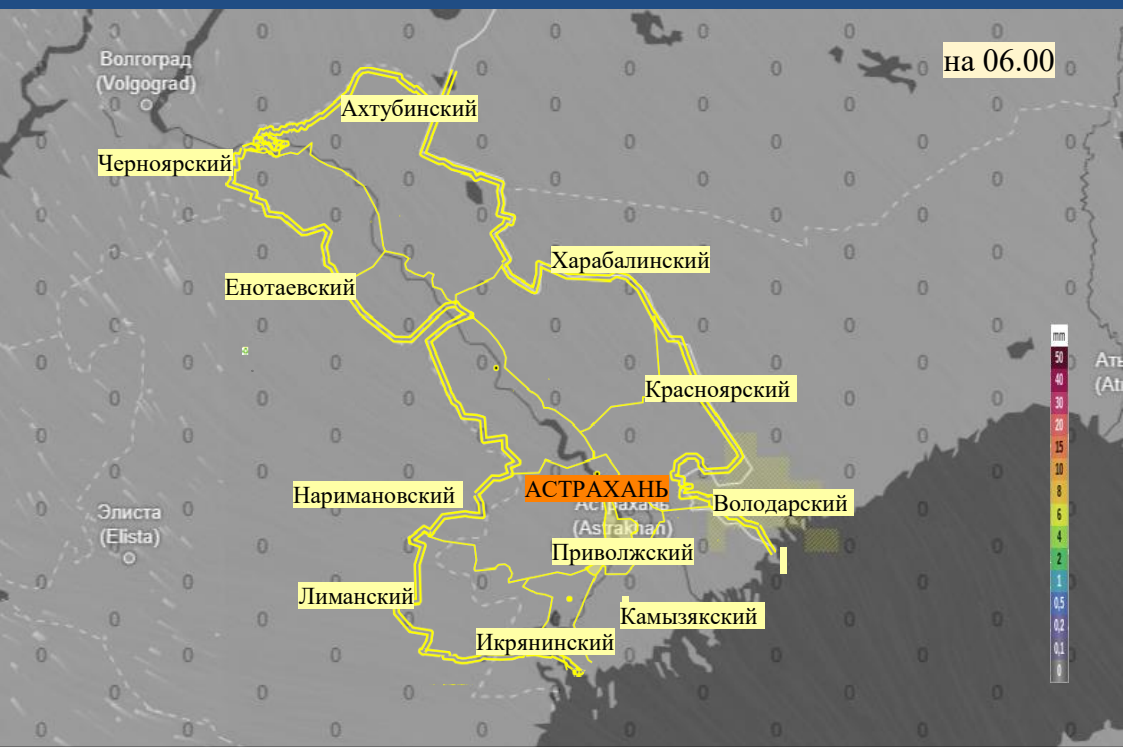 на 06.00
Волгоград
(Volgograd)
Ахтубинский
Черноярский
Харабалинский
Енотаевский
mm
50
40
30
20
15
10
8
6
4
2
1
0,5
0,2
0,1
0
Красноярский
АСТРАХАНЬ
Астрахань
(Astrakhan)
Наримановский
Володарский
Элиста
(Elista)
Приволжский
Лиманский
Камызякский
Икрянинский